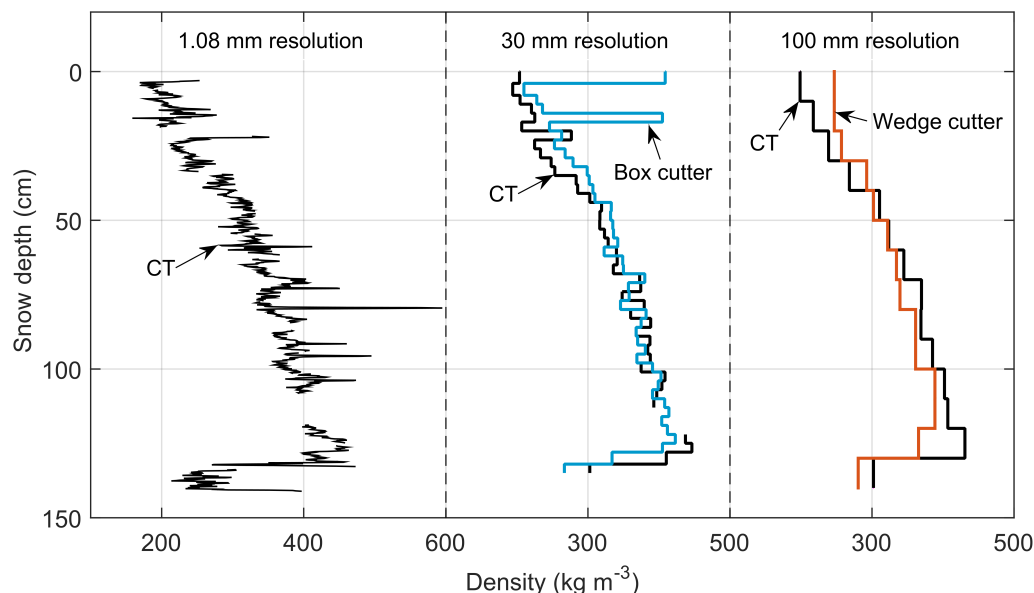 1.08 mm resolution
30 mm resolution
100 mm resolution
0
50
100
150
Snow depth (cm)
CT
CT
Box cutter
CT
Wedge cutter
200
400
600
300
500
300
500
Density (kg m⁻³)